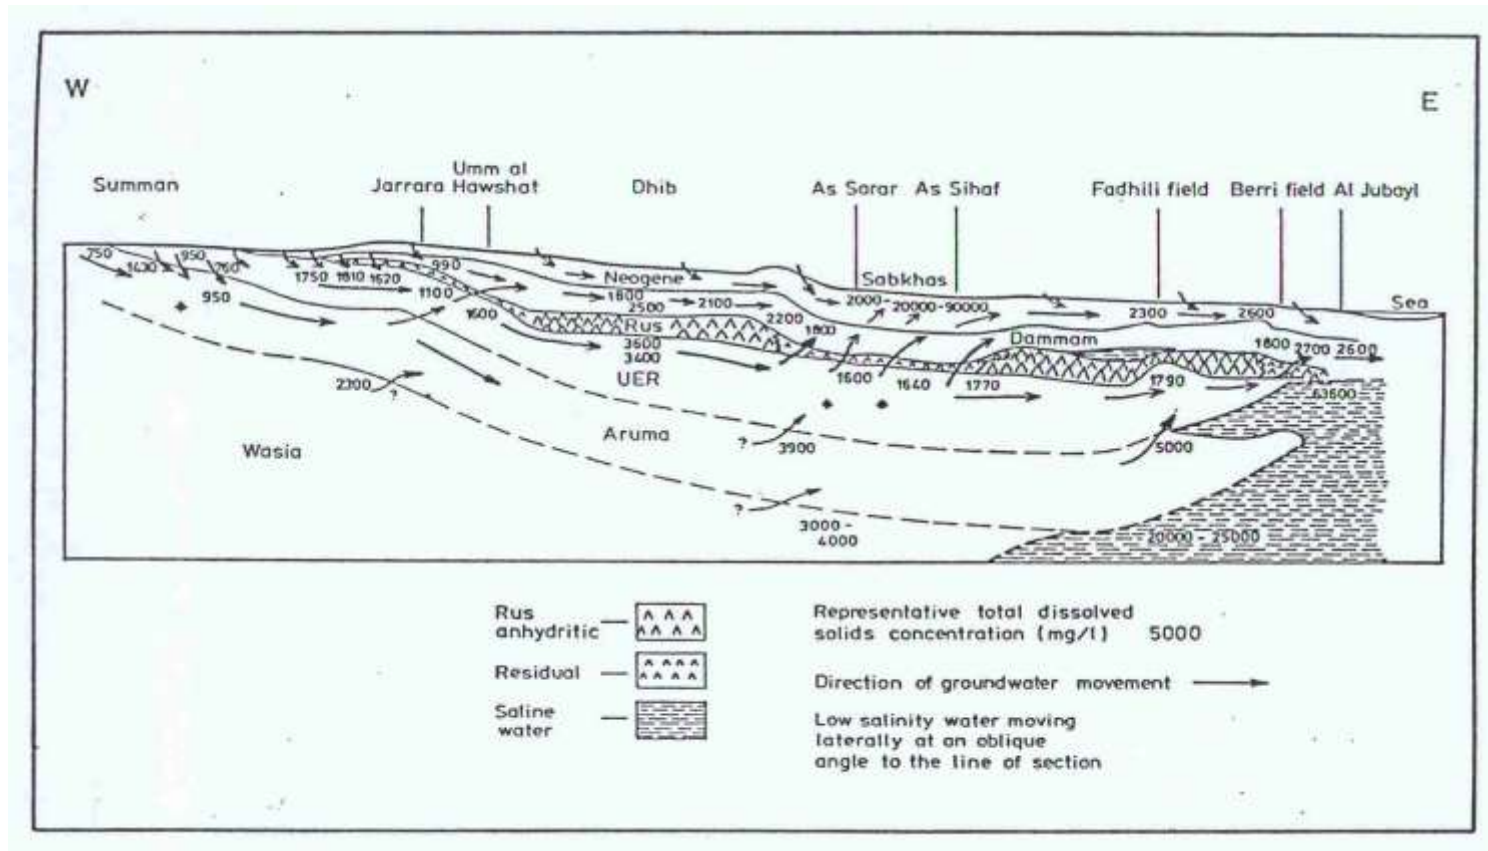 W
E
Summan
Jarrara
Umm al
Hawshat
Dhib
As Sarar
As Sihaf
Fadhili field
Berri field
Al Jubayl
750
1430
950
760
950
1750
1610
1620
990
1100
1600
Neogene
1800
2500
2100
2200
1800
Rus
3600
3400
UER
Sabkhas
2000-
20000-90000
2300
2600
Sea
Dammam
1800
2700
2600
1600
1640
1770
1790
63600
2300
?
Aruma
?
3900
5000
Wasia
?
3000-
4000
20000 - 25000
Rus
anhydritic
Residual
Saline
water
Representative total dissolved
solids concentration (mg/l) 5000
Direction of groundwater movement
Low salinity water moving
laterally at an oblique
angle to the line of section